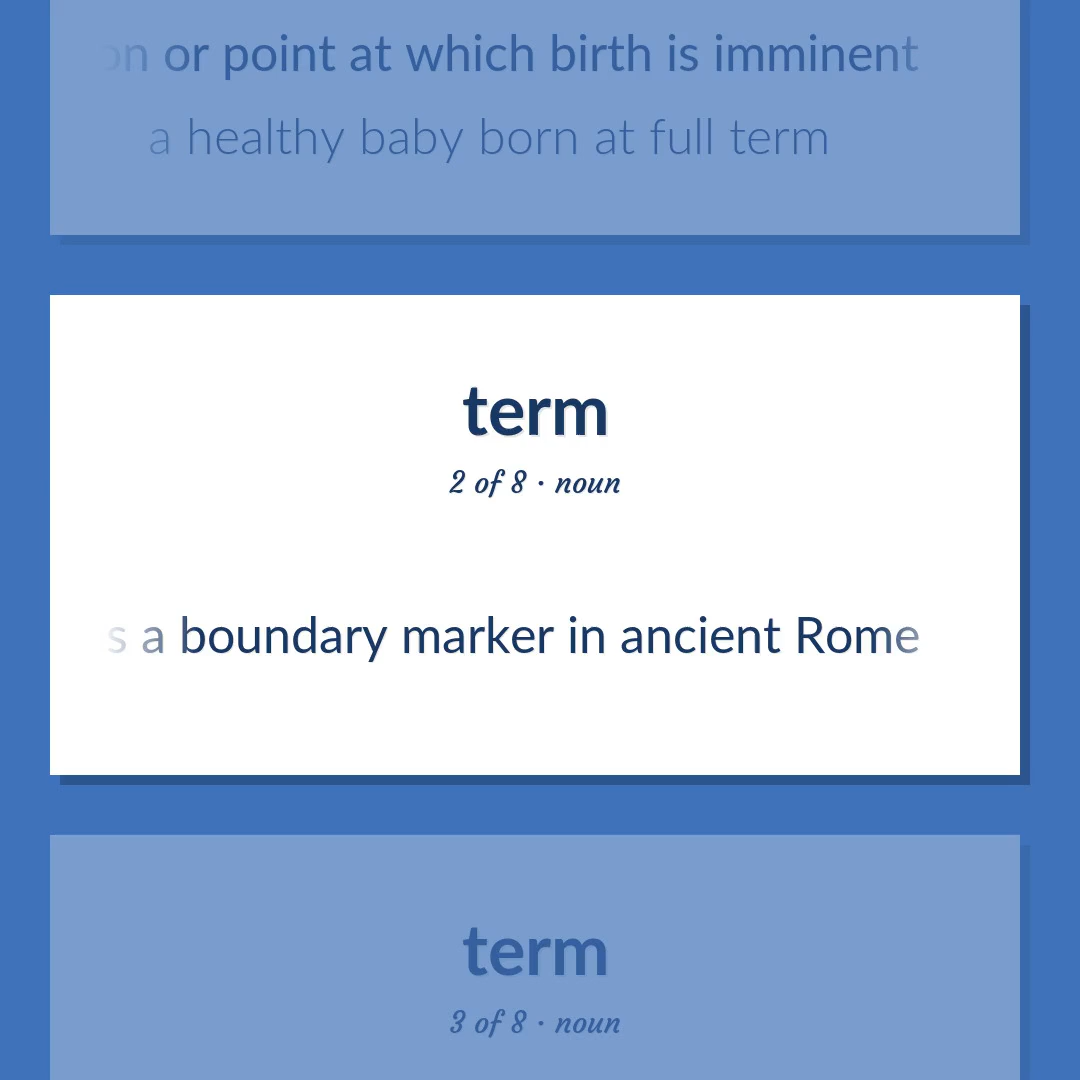 on or point at which birth is imminent
a healthy baby born at full term
term
2 of 8 · noun
s a boundary marker in ancient Rome
term
3 of 8 · noun